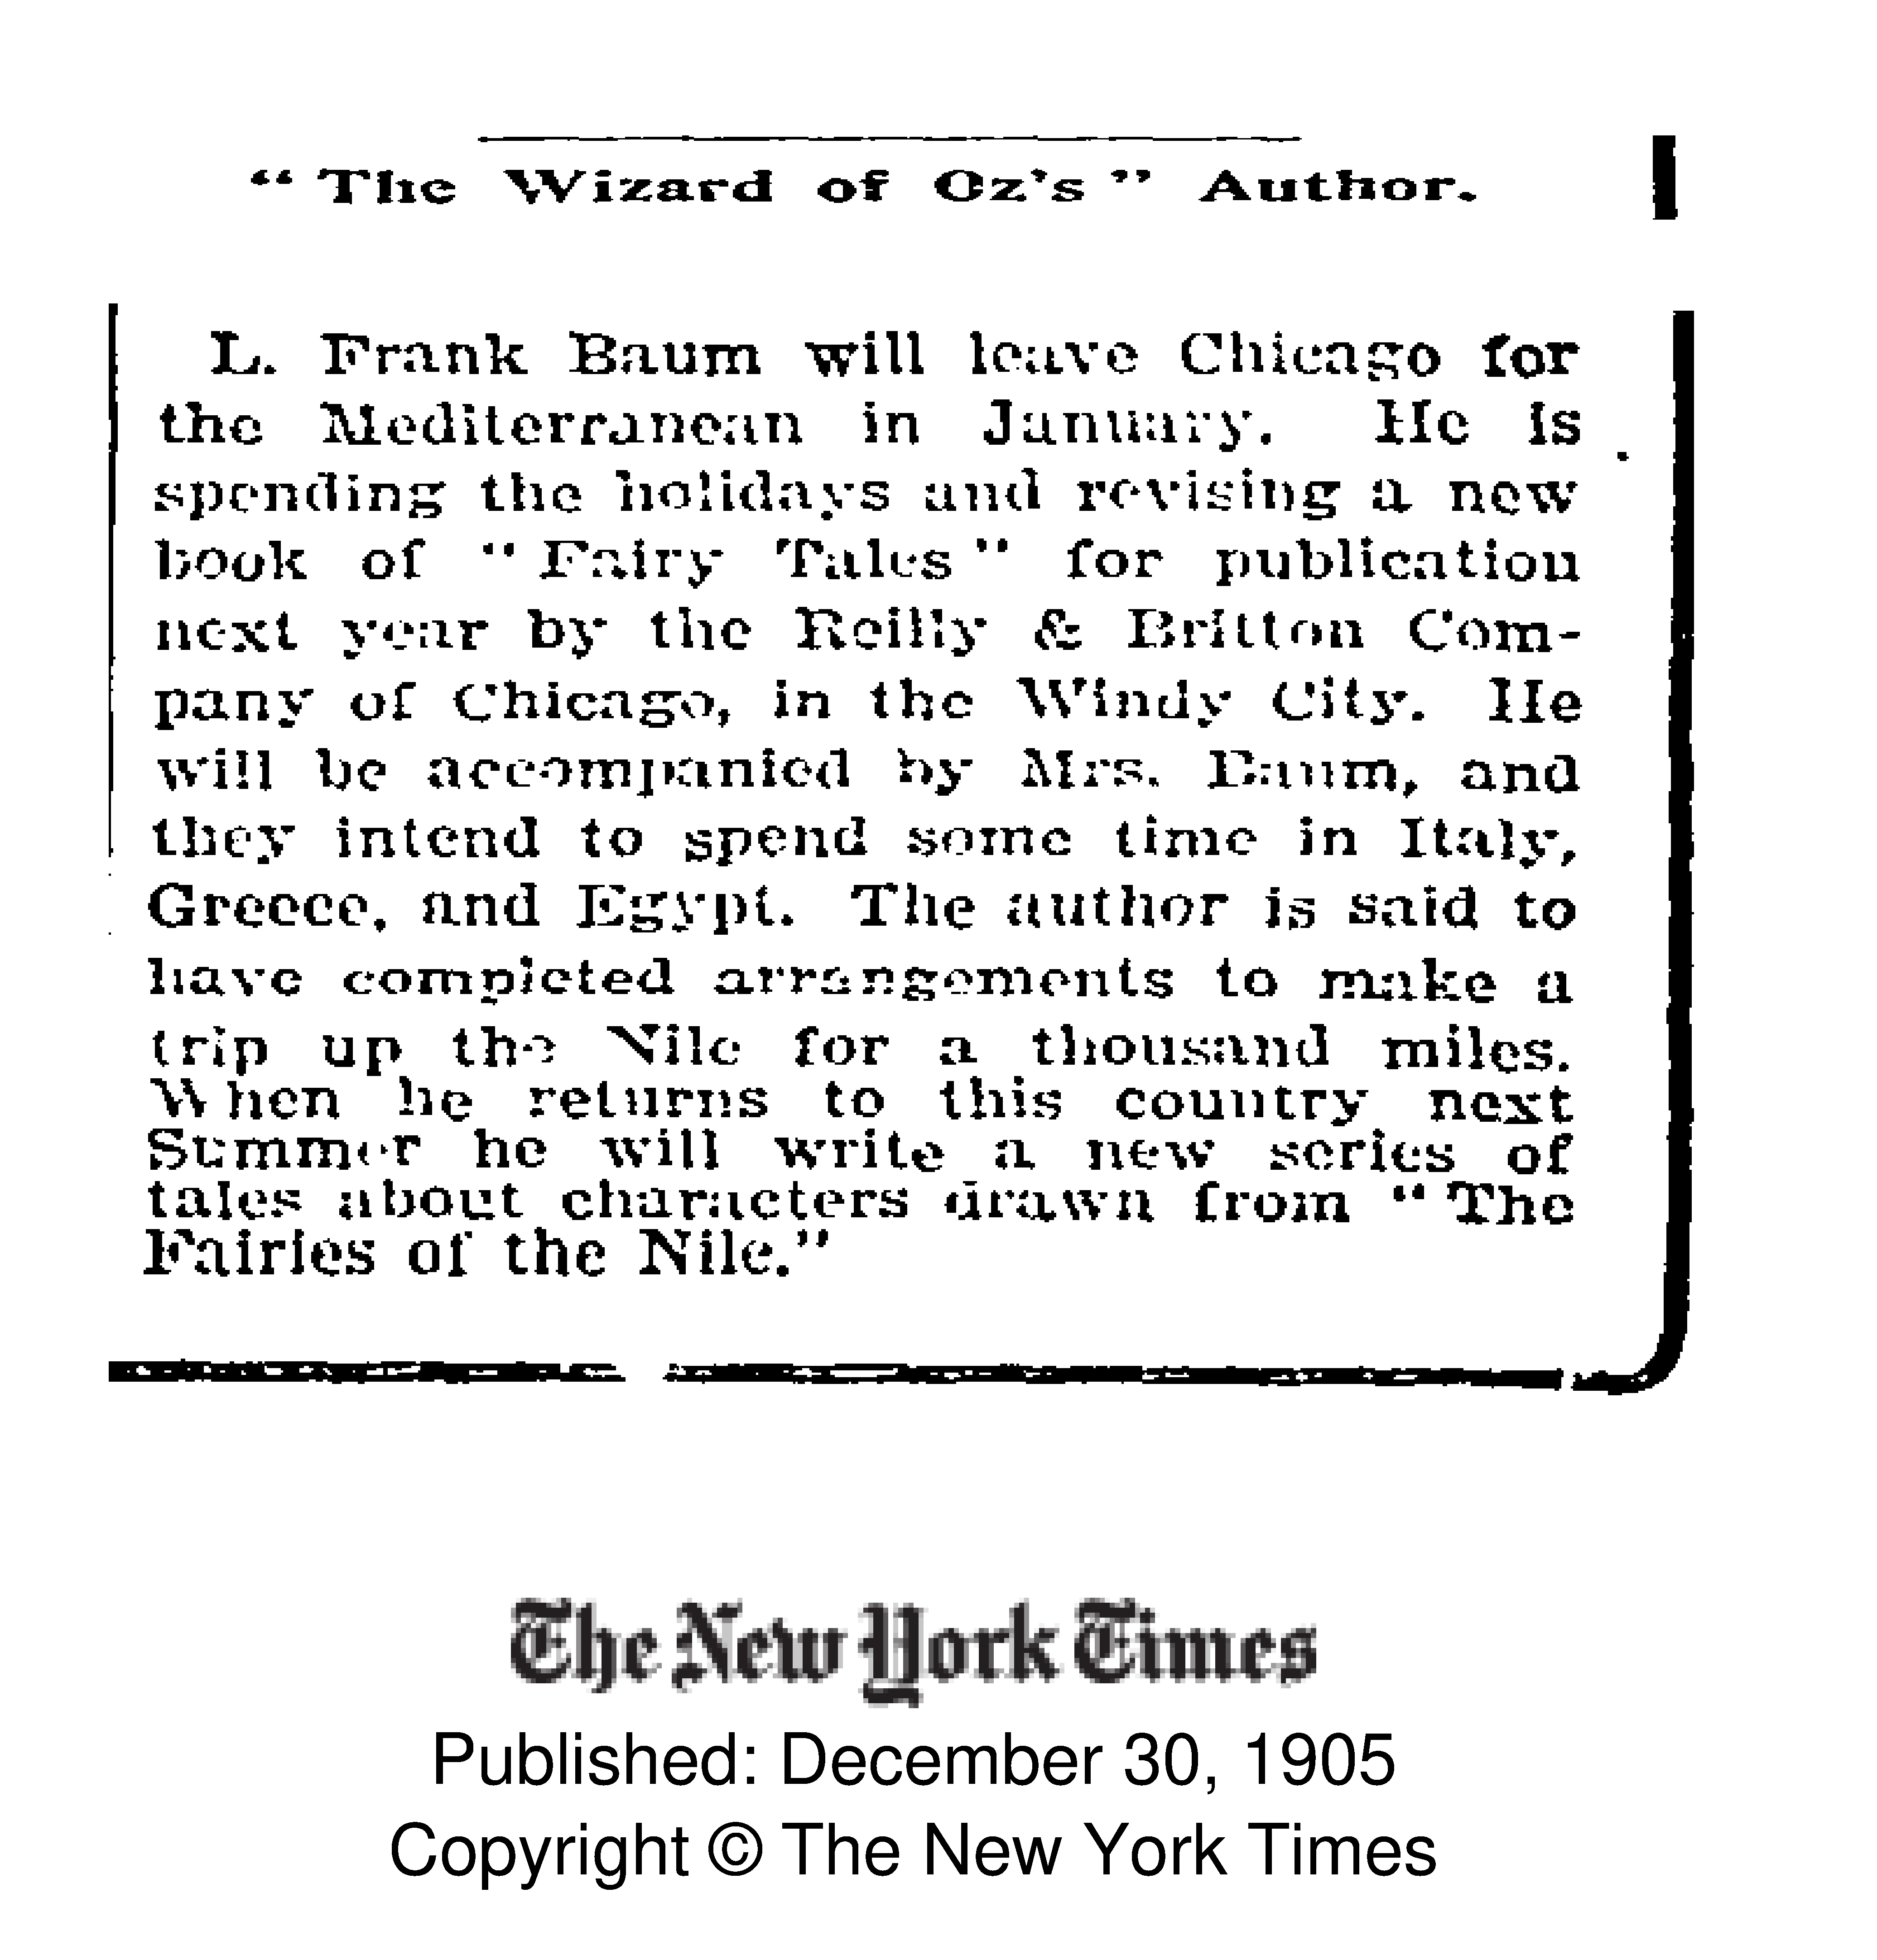 “ The Wizard of Oz's ” Author.
L. Frank Baum will leave Chicago for
the Mediterranean in January. He is
spending the holidays and revising a new
book of “ Fairy Tales ” for publication
next year by the Reilly & Britton Com-
pany of Chicago, in the Windy City. He
will be accompanied by Mrs. Baum, and
they intend to spend some time in Italy,
Greece, and Egypt. The author is said to
have completed arrangements to make a
trip up the Nile for a thousand miles.
When he returns to this country next
Summer he will write a new series of
tales about characters drawn from “ The
Fairies of the Nile.”
The New York Times
Published: December 30, 1905
Copyright © The New York Times